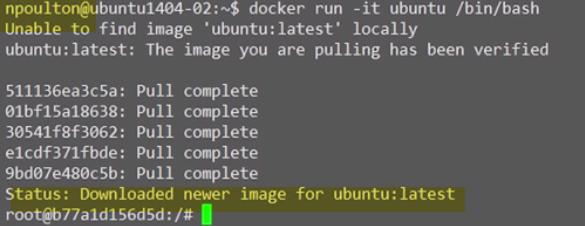 npoulton@ubuntu1404-02:~$ docker run -it ubuntu /bin/bash
Unable to find image 'ubuntu:latest' locally
ubuntu:latest: The image you are pulling has been verified
511136ea3c5a: Pull complete
01bf15a18638: Pull complete
30541f8f3062: Pull complete
e1cdf371fbde: Pull complete
9bd07e480c5b: Pull complete
Status: Downloaded newer image for ubuntu:latest
root@b77a1d156d5d:/#